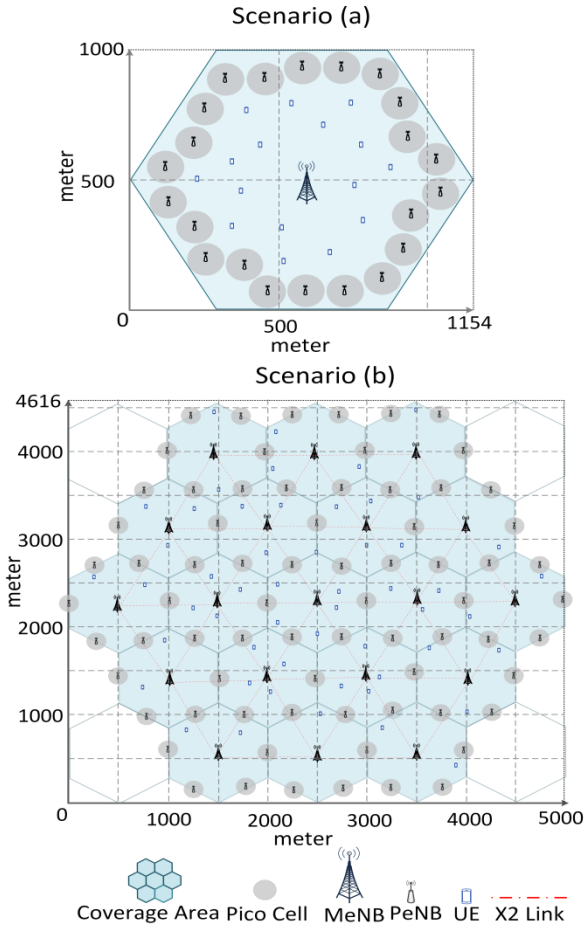 Scenario (a)
1000
meter
500
0
500
1154
meter
Scenario (b)
4616
4000
3000
meter
2000
1000
0
1000
2000
3000
4000
5000
meter
Coverage Area Pico Cell MeNB PeNB UE X2 Link